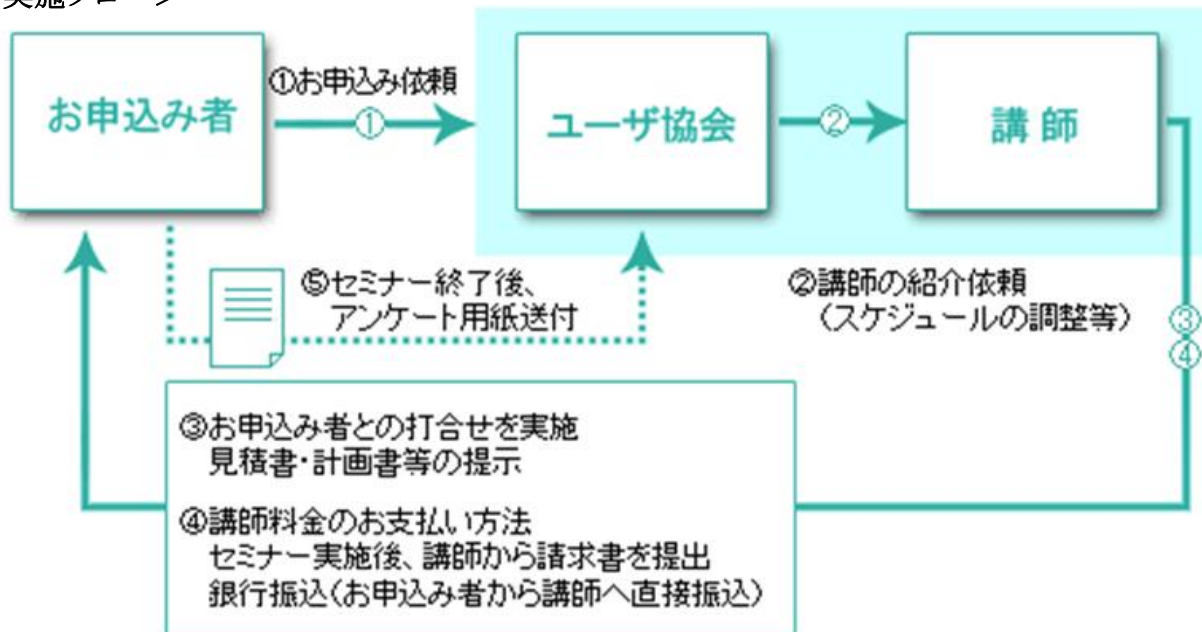 実施フロー
お申込み者
①お申込み依頼
①
ユーザ協会
②
講 師
⑤セミナー終了後、
アンケート用紙送付
②講師の紹介依頼
（スケジュールの調整等）
③
④
③お申込み者との打合せを実施
見積書・計画書等の提示
④講師料金のお支払い方法
セミナー実施後、講師から請求書を提出
銀行振込（お申込み者から講師へ直接振込）